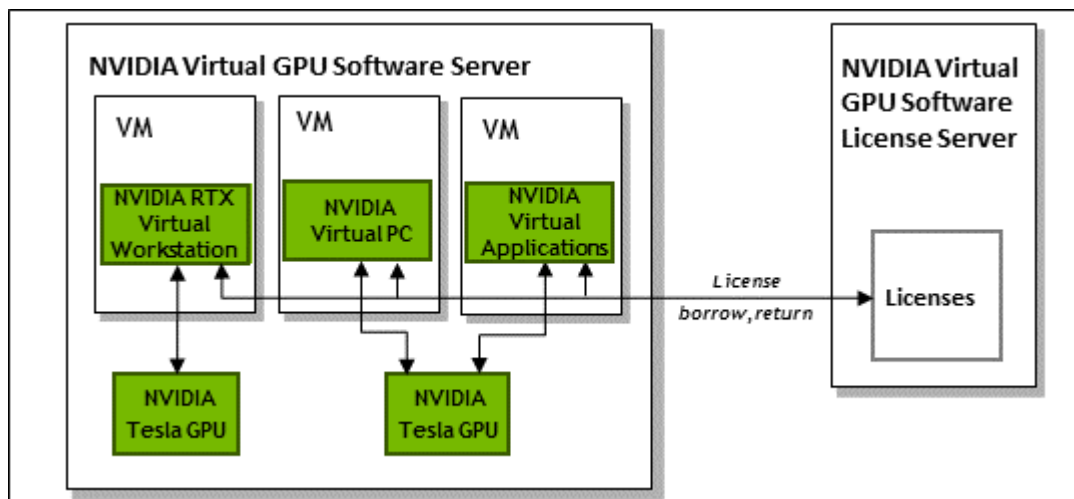 NVIDIA Virtual GPU Software Server
VM
NVIDIA RTX
Virtual
Workstation
VM
NVIDIA
Virtual PC
VM
NVIDIA
Virtual
Applications
NVIDIA
Tesla GPU
NVIDIA
Tesla GPU
License
borrow, return
NVIDIA Virtual
GPU Software
License Server
Licenses